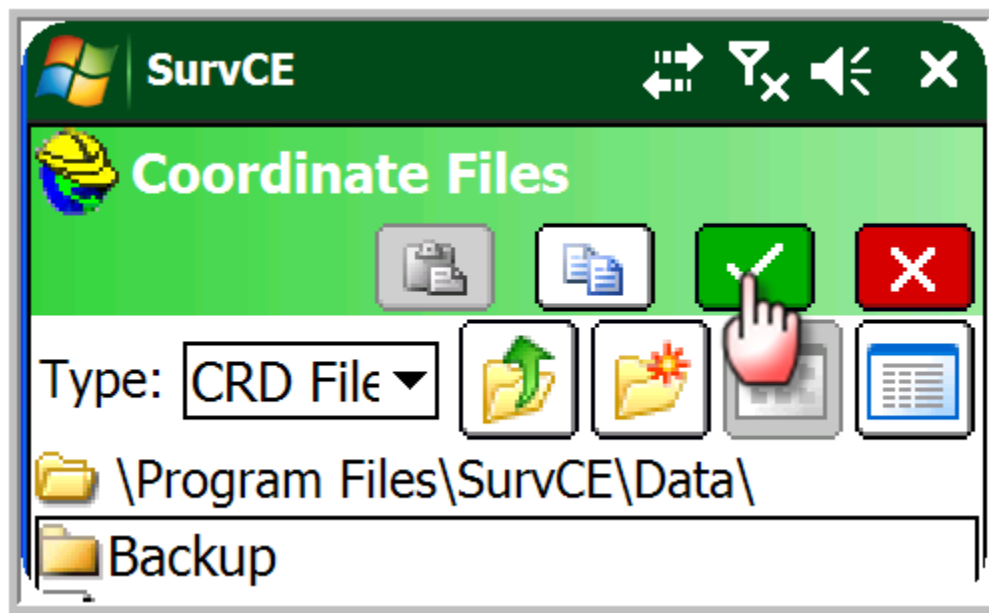 SurvCE
Coordinate Files
Type: CRD File
\Program Files\SurvCE\Data\
Backup